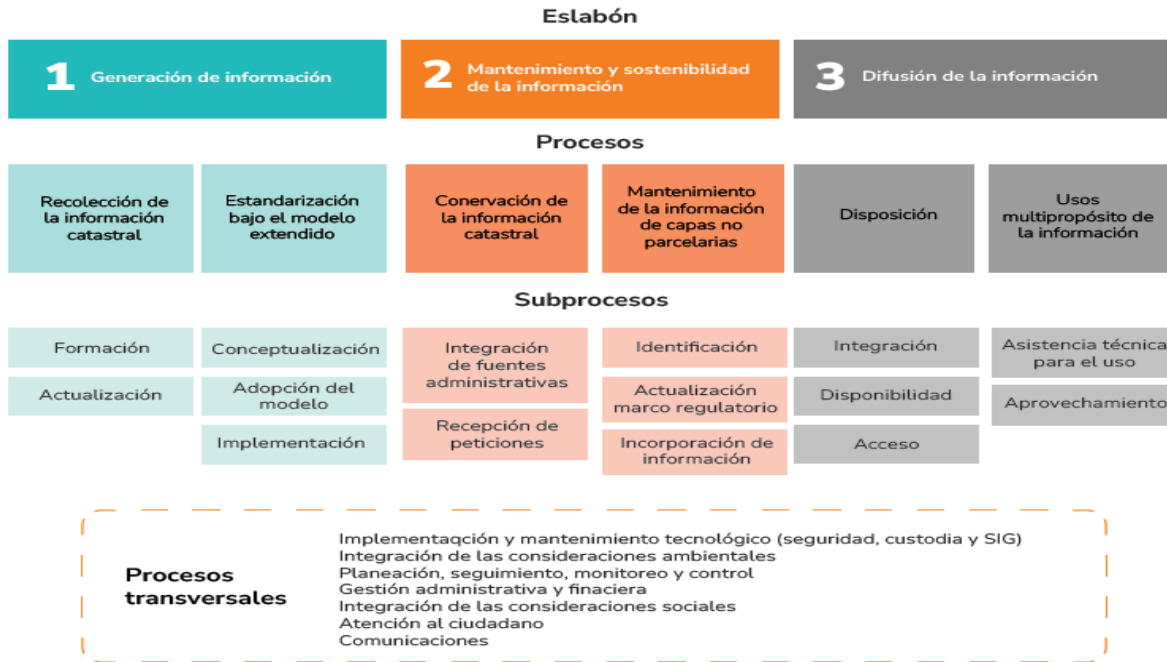 Eslabón
1 Generación de información
2 Mantenimiento y sostenibilidad
de la información
3 Difusión de la información
Procesos
Recolección de
la información
catastral
Estandarización
bajo el modelo
extendido
Conervación de
la información
catastral
Mantenimiento
de la información
de capas no
parcelarias
Disposición
Usos
multipropósito de
la información
Subprocesos
Formación
Actualización
Conceptualización
Adopción del
modelo
Implementación
Integración
de fuentes
administrativas
Recepción de
peticiones
Identificación
Actualización
marco regulatorio
Incorporación de
información
Integración
Disponibilidad
Acceso
Asistencia técnica
para el uso
Aprovechamiento
Procesos
transversales
Implementaqción y mantenimiento tecnológico (seguridad, custodia y SIG)
Integración de las consideraciones ambientales
Planeación, seguimiento, monitoreo y control
Gestión administrativa y finaciera
Integración de las consideraciones sociales
Atención al ciudadano
Comunicaciones